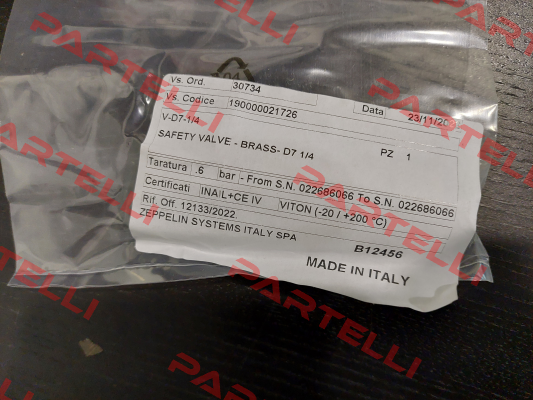 PARTELLI
PARTELLI
Vs. Ord. 30734
Vs. Codice 190000021726 Data 23/11/202
V-D7-1/4
SAFETY VALVE - BRASS- D7 1/4 PZ 1
Taratura .6 bar - From S.N. 022686066 To S.N. 022686066
Certificati INAIL+CE IV VITON (-20 / +200 °C)
Rif. Off. 12133/2022
ZEPPELIN SYSTEMS ITALY SPA
B12456
MADE IN ITALY
PARTELLI
PARTELLI
PARTELLI